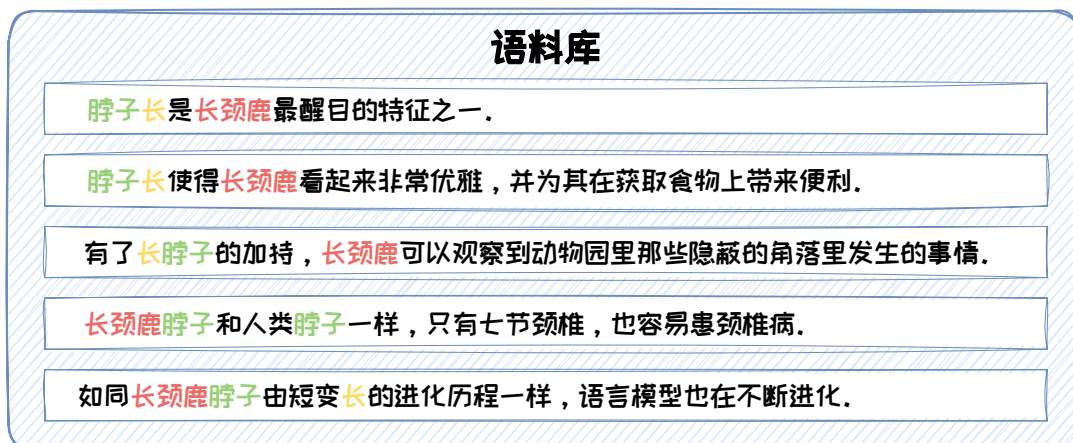 语料库
脖子长是长颈鹿最醒目的特征之一.
脖子长使得长颈鹿看起来非常优雅，并为其在获取食物上带来便利.
有了长脖子的加持，长颈鹿可以观察到动物园里那些隐蔽的角落里发生的事情.
长颈鹿脖子和人类脖子一样，只有七节颈椎，也容易患颈椎病.
如同长颈鹿脖子由短变长的进化历程一样，语言模型也在不断进化.